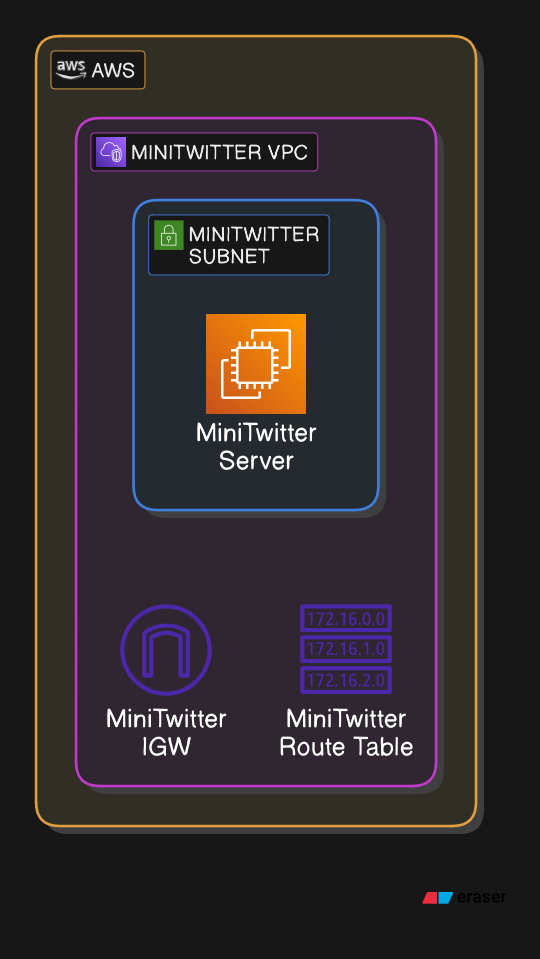 aws AWS
MINITWITTER VPC
MINITWITTER
SUBNET
MiniTwitter
Server
172.16.0.0
172.16.1.0
172.16.2.0
MiniTwitter
IGW
MiniTwitter
Route Table
eraser